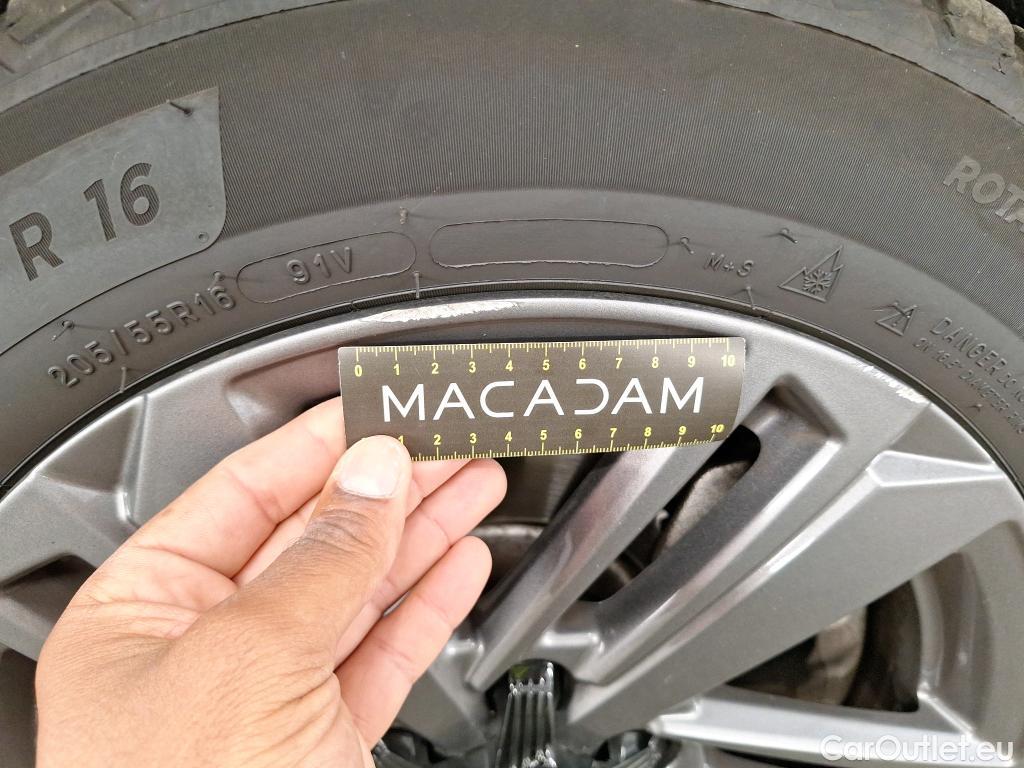 R 16
205/55R16
91V
M+S
ROTA
DANGER
0 1 2 3 4 5 6 7 8 9 10
MACADAM
1 2 3 4 5 6 7 8 9 10
CarOutlet.eu